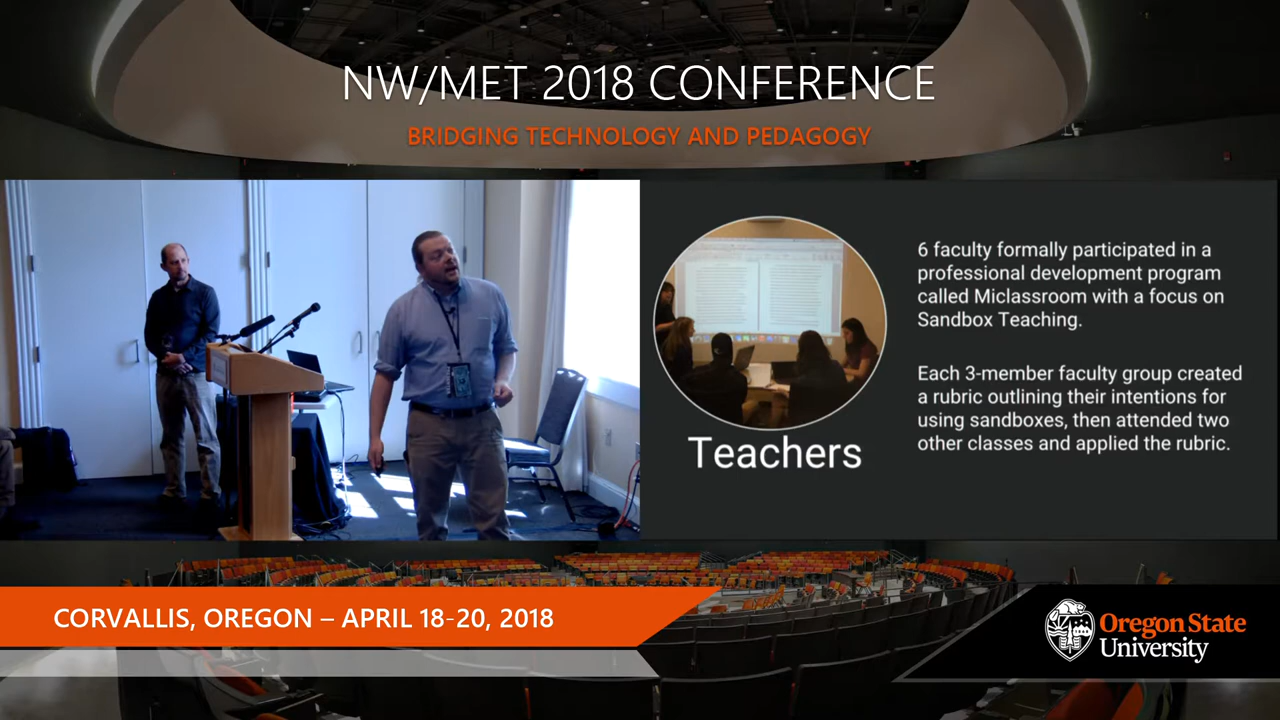 NW/MET 2018 CONFERENCE
BRIDGING TECHNOLOGY AND PEDAGOGY
6 faculty formally participated in a
professional development program
called Miclassroom with a focus on
Sandbox Teaching.
Each 3-member faculty group created
a rubric outlining their intentions for
using sandboxes, then attended two
other classes and applied the rubric.
Teachers
CORVALLIS, OREGON – APRIL 18-20, 2018
Oregon State
University